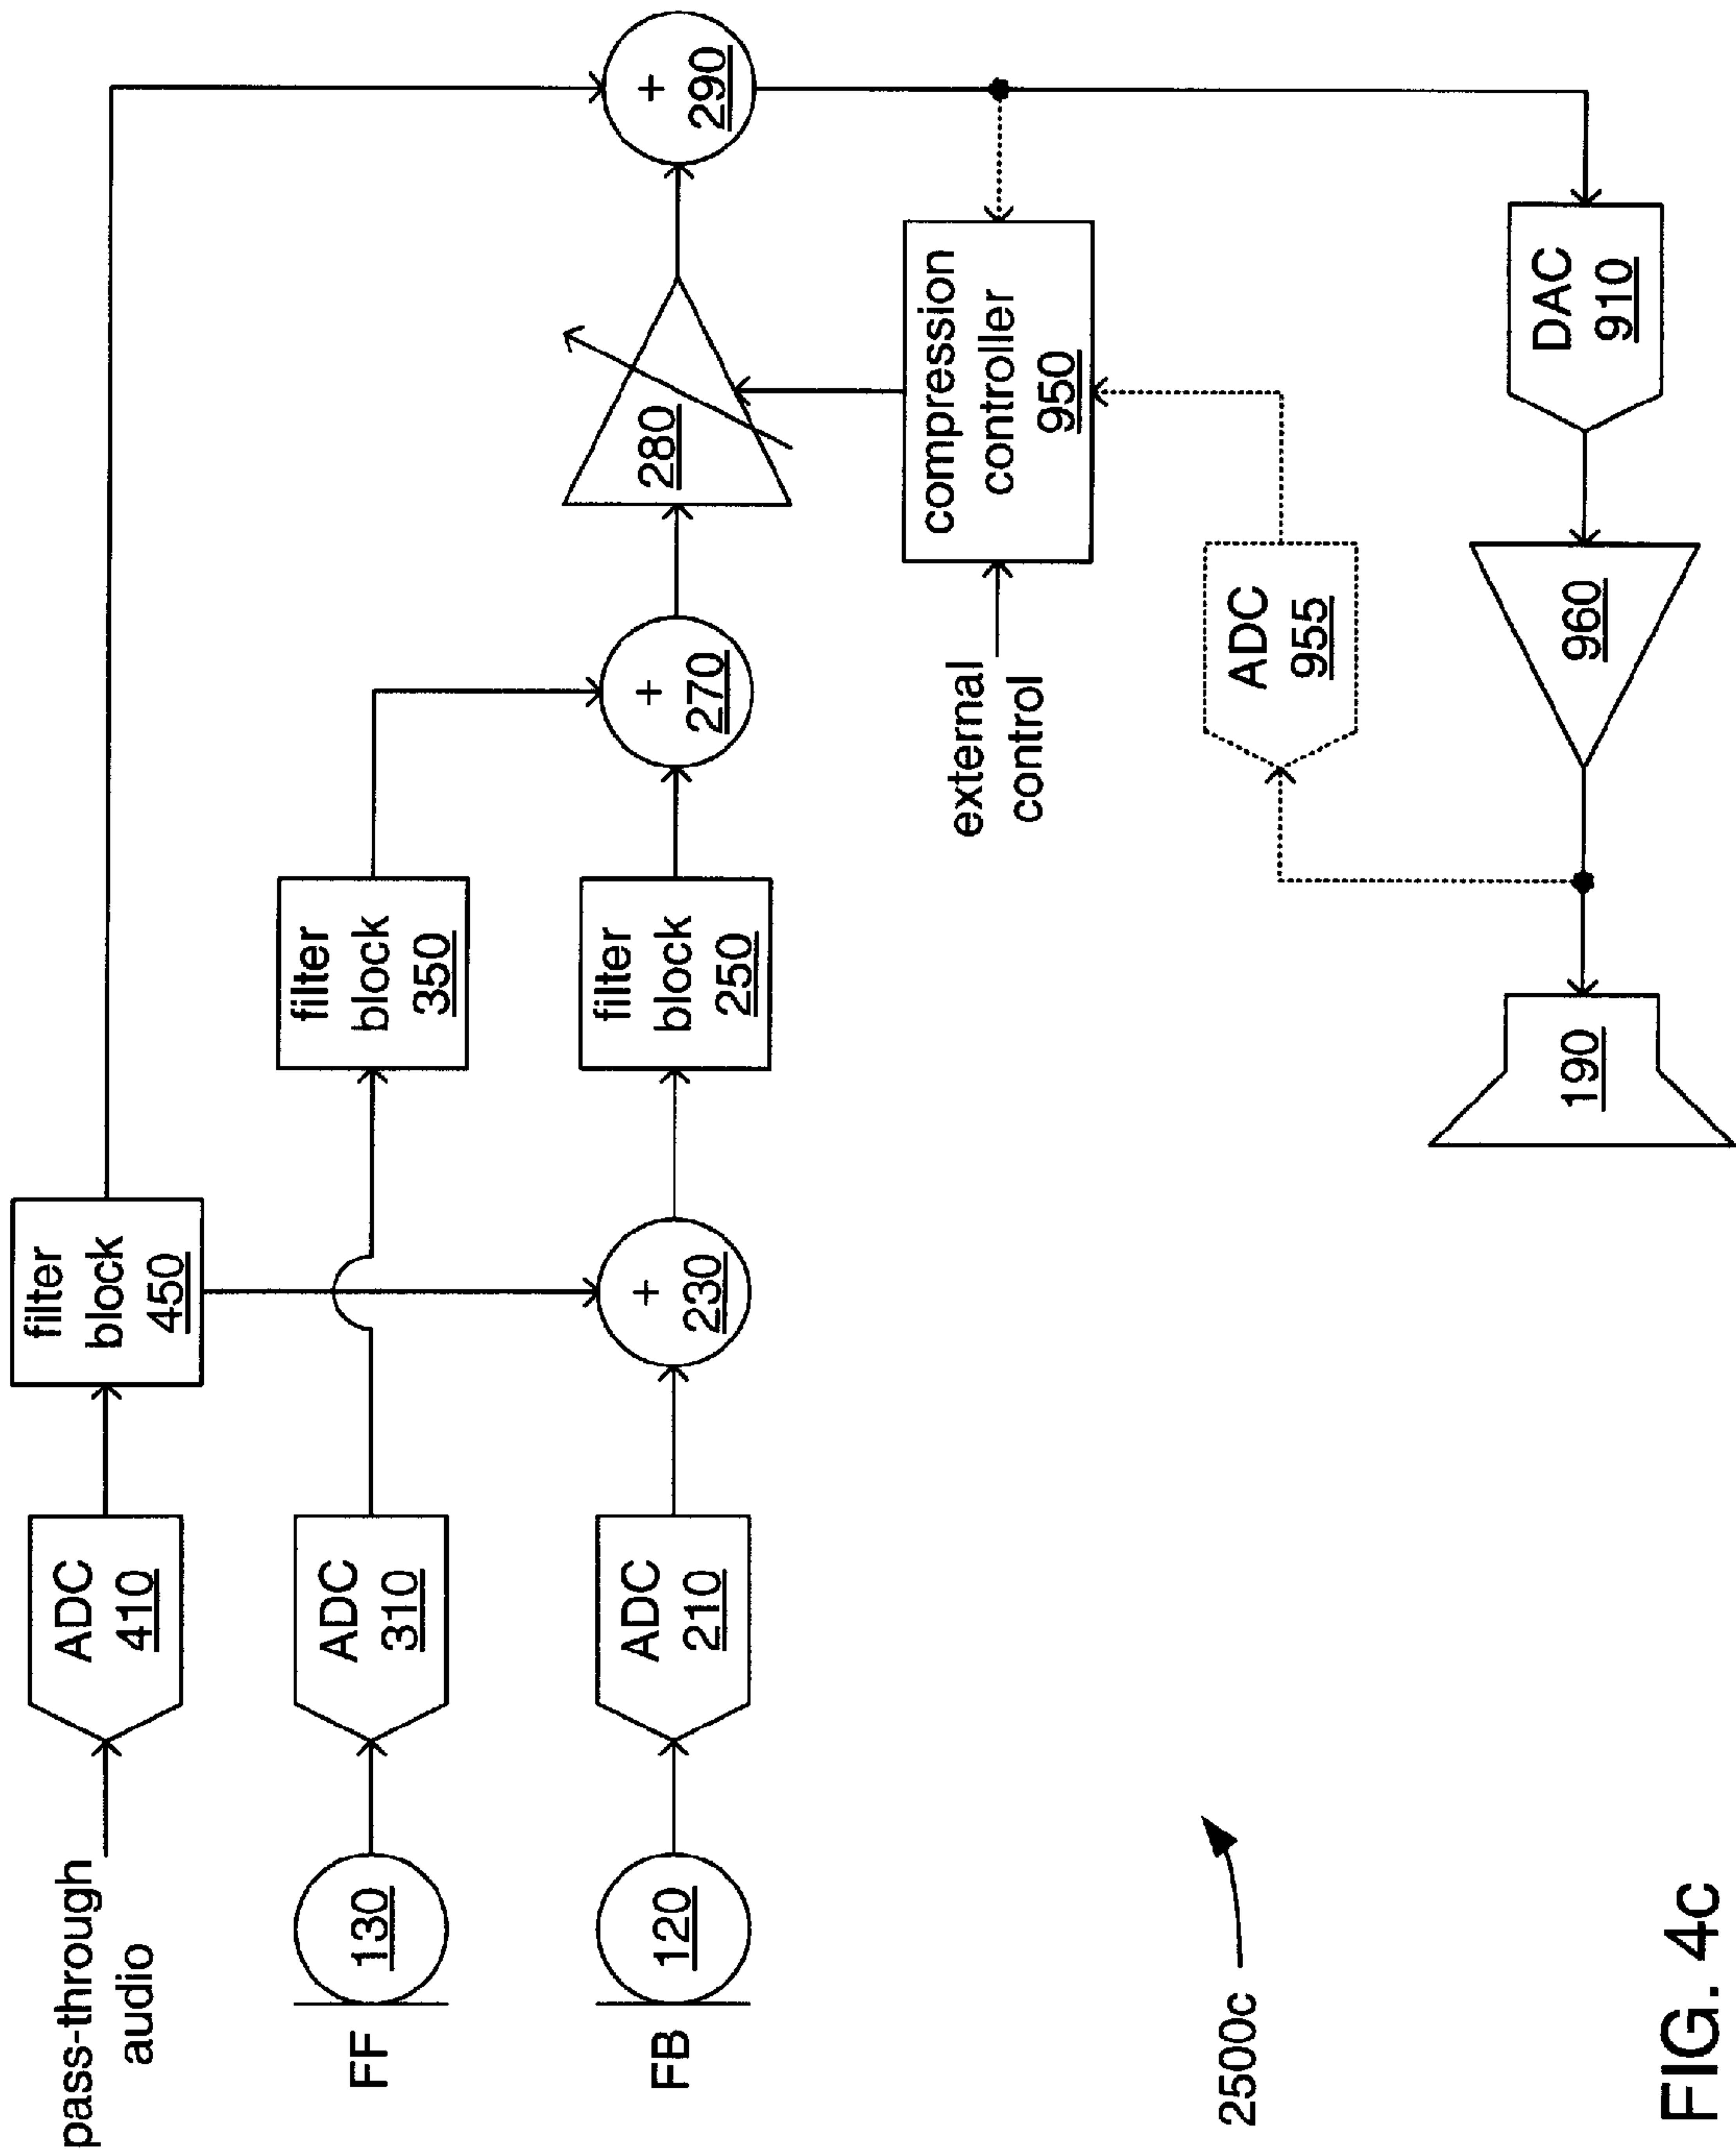 pass-through
audio
ADC
410
filter
block
450
FF
130
ADC
310
filter
block
350
FB
120
ADC
210
+
230
filter
block
250
+
270
280
+
290
external
control
compression
controller
950
ADC
955
190
960
DAC
910
2500c
FIG. 4c